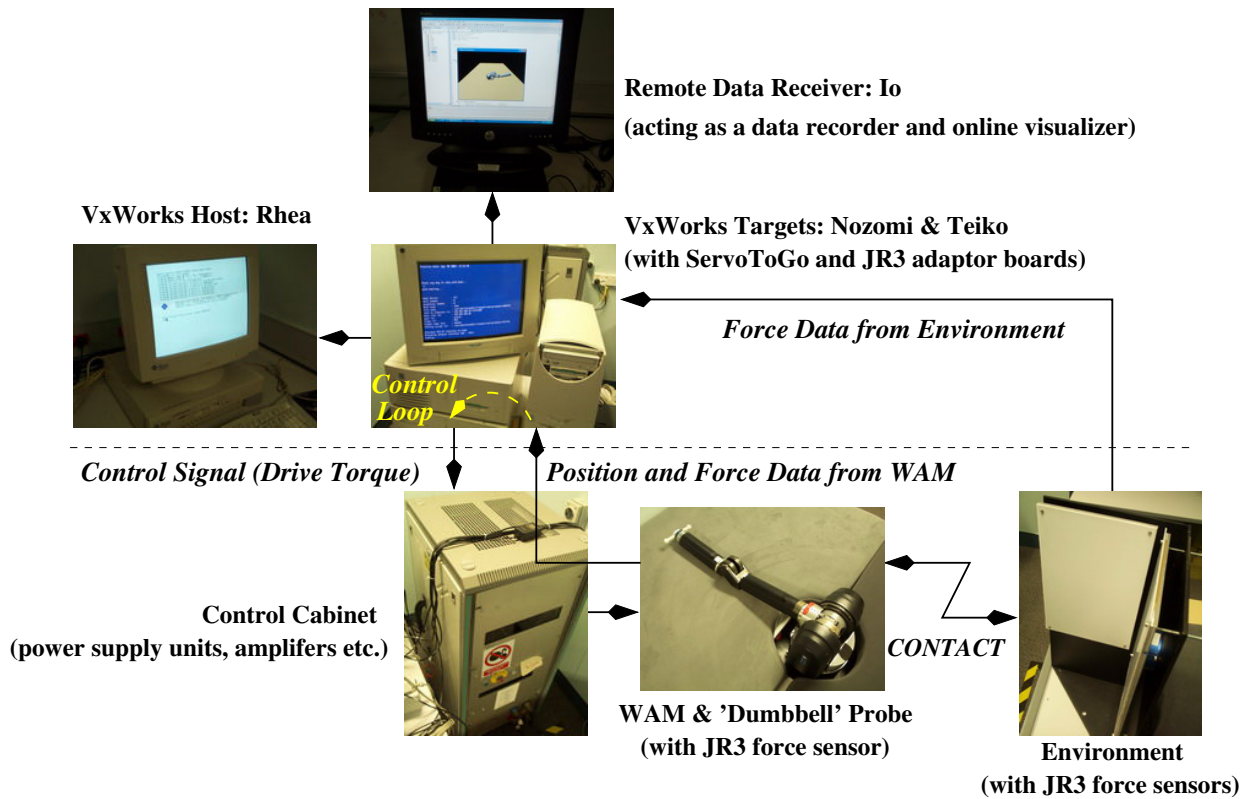 Remote Data Receiver: Io
(acting as a data recorder and online visualizer)
VxWorks Host: Rhea
VxWorks Targets: Nozomi & Teiko
(with ServoToGo and JR3 adaptor boards)
Force Data from Environment
Control
Loop
Control Signal (Drive Torque)
Position and Force Data from WAM
Control Cabinet
(power supply units, amplifers etc.)
CONTACT
WAM & ’Dumbbell’ Probe
(with JR3 force sensor)
Environment
(with JR3 force sensors)